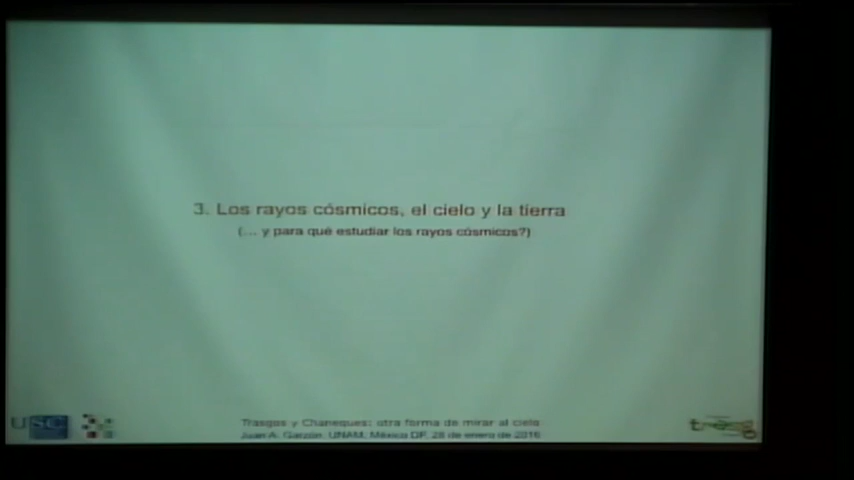 3. Los rayos cósmicos, el cielo y la tierra
(... y para qué estudiar los rayos cósmicos?)
Trasgos y Chaneques: otra forma de mirar al cielo
Juan A. Garzón, UNAM, México DF, 28 de enero de 2016
USC